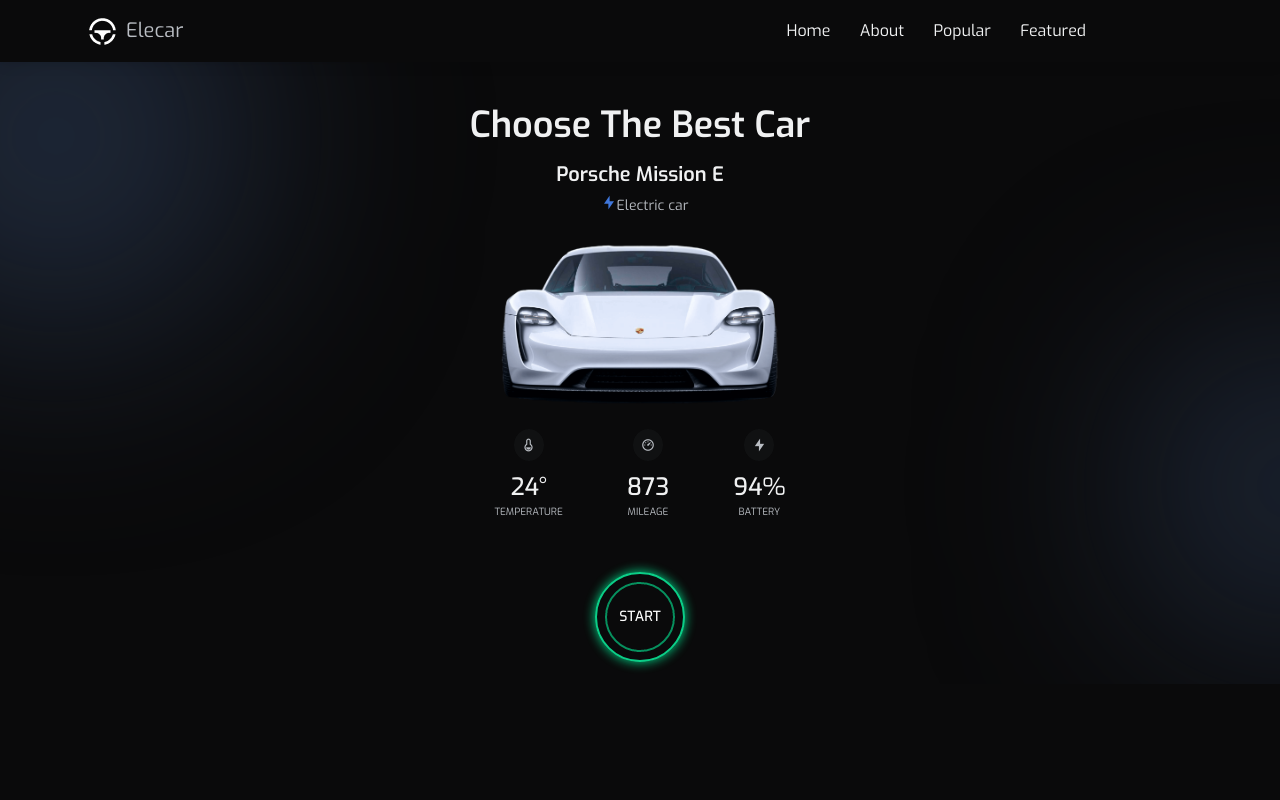 Elecar
Home About Popular Featured
Choose The Best Car
Porsche Mission E
Electric car
24° 873 94%
TEMPERATURE MILEAGE BATTERY
START